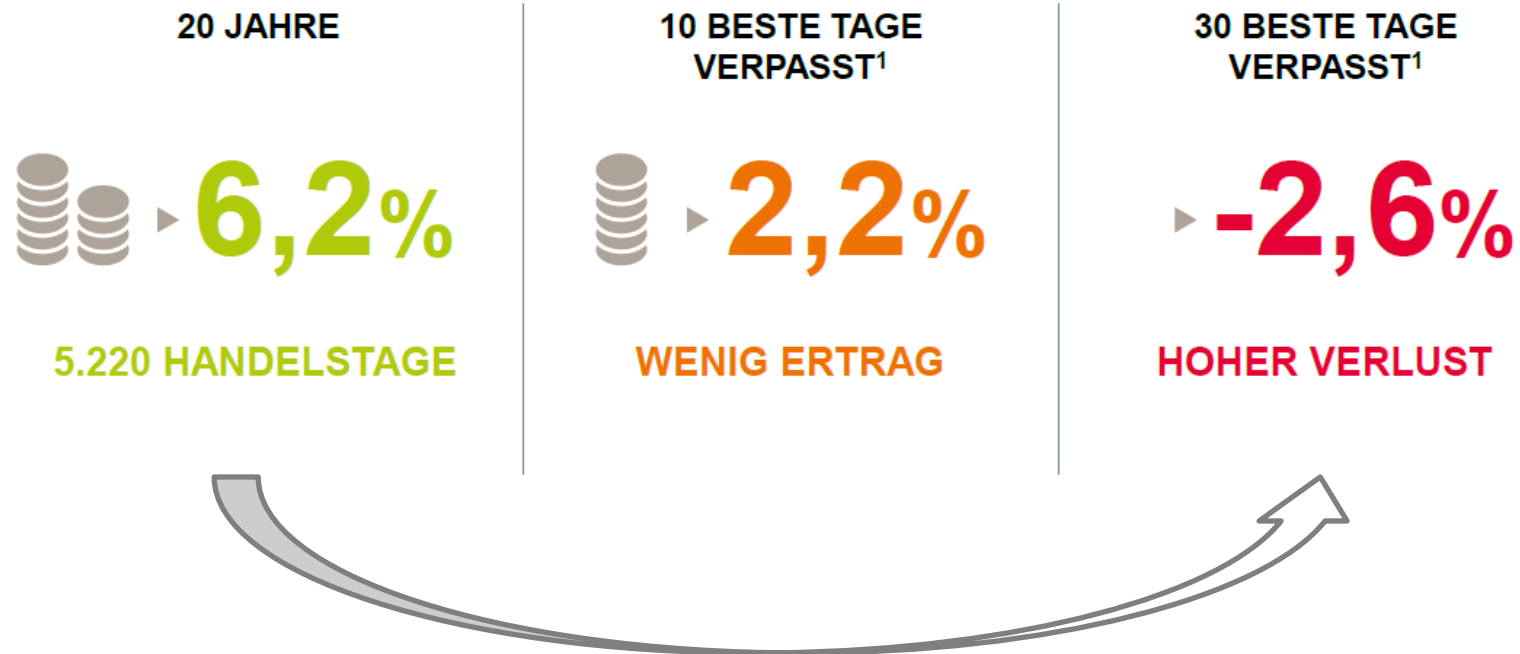 20 JAHRE
6,2%
5.220 HANDELSTAGE
10 BESTE TAGE
VERPASST¹
2,2%
WENIG ERTRAG
30 BESTE TAGE
VERPASST¹
-2,6%
HOHER VERLUST